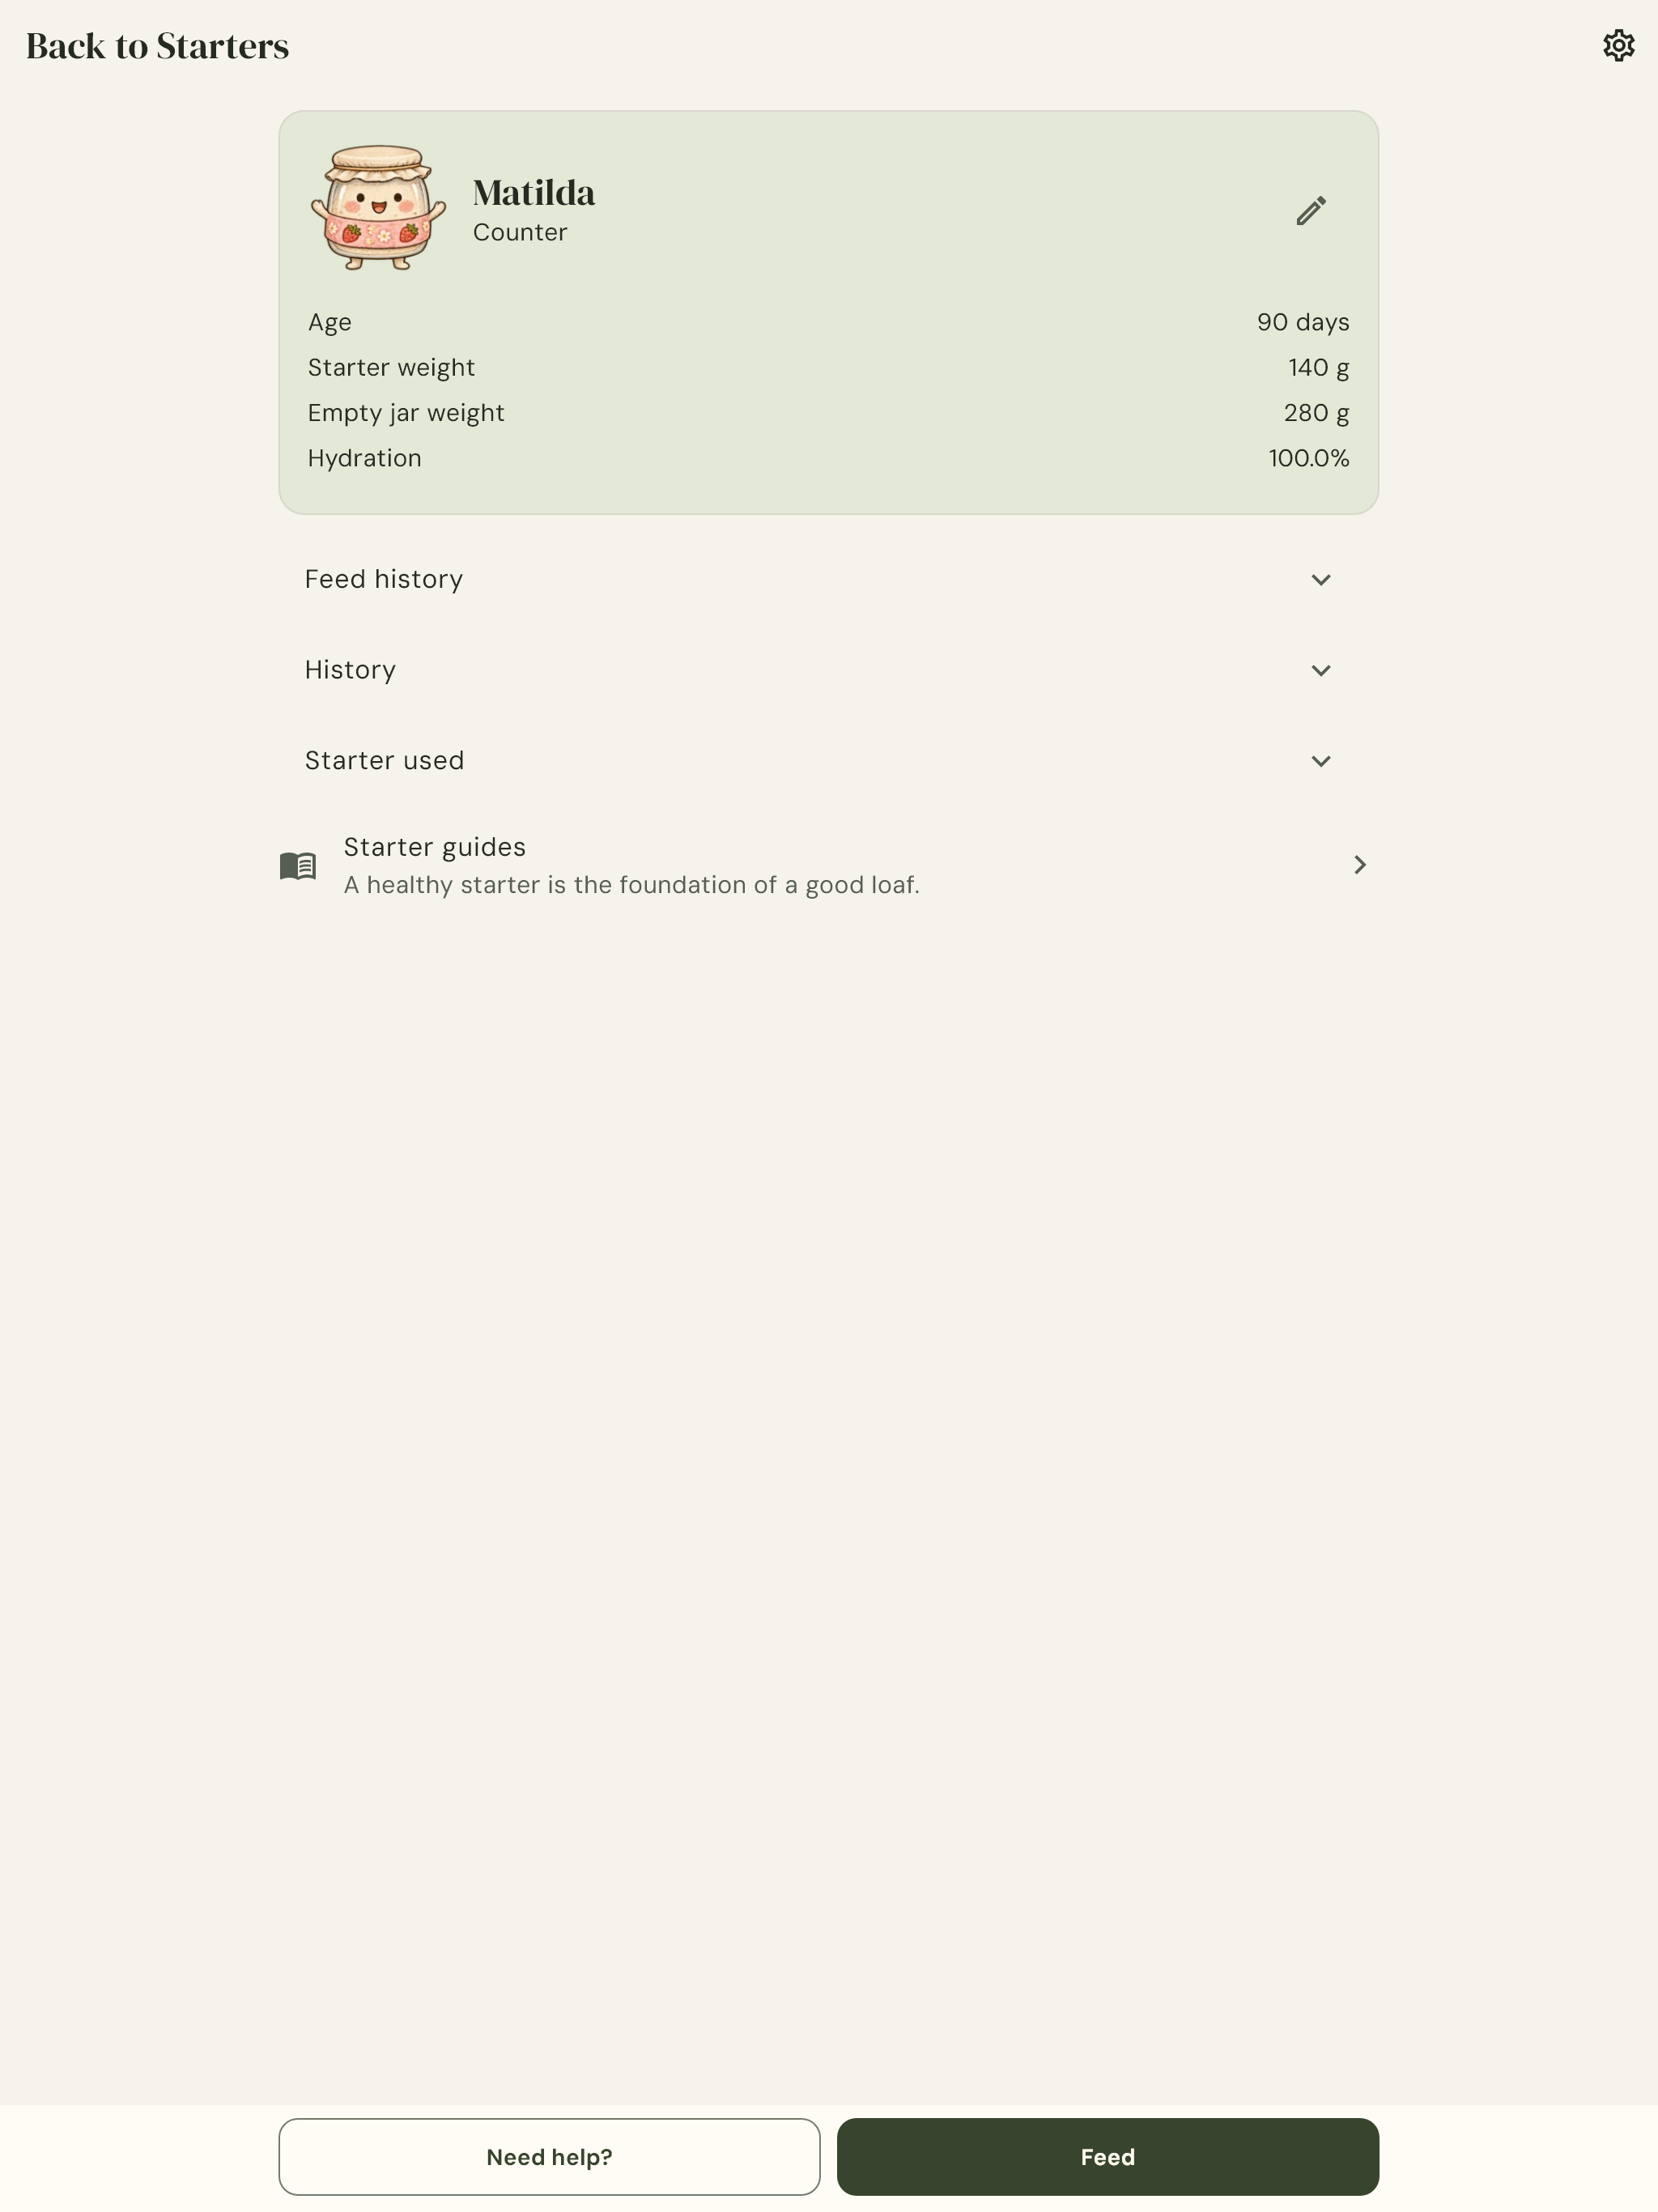 Back to Starters
Matilda
Counter
Age 90 days
Starter weight 140 g
Empty jar weight 280 g
Hydration 100.0%
Feed history
History
Starter used
Starter guides
A healthy starter is the foundation of a good loaf.
Need help? Feed